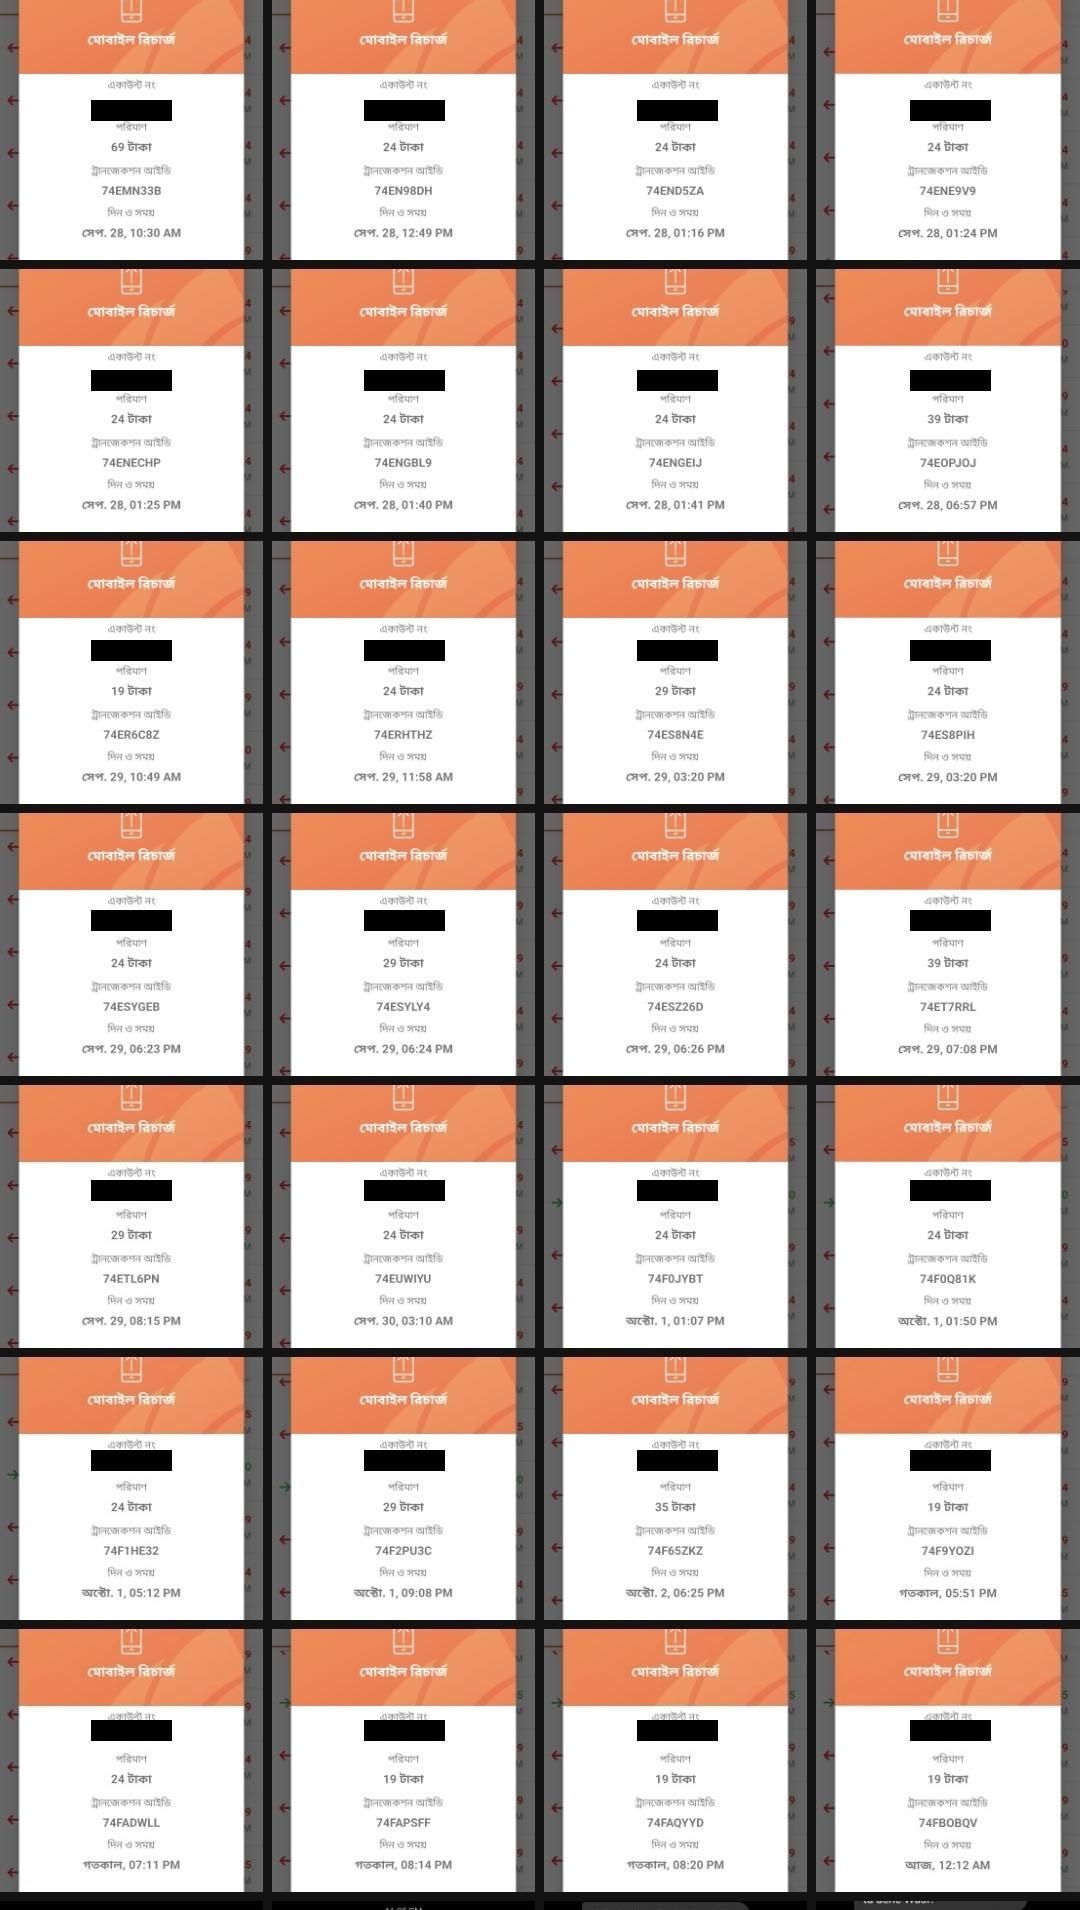 মোবাইল রিচার্জ
একাউন্ট নং
পরিমাণ
69 টাকা
ট্রানজেকশন আইডি
74EMN33B
দিন ও সময়
সেপ. 28, 10:30 AM
মোবাইল রিচার্জ
একাউন্ট নং
পরিমাণ
24 টাকা
ট্রানজেকশন আইডি
74EN98DH
দিন ও সময়
সেপ. 28, 12:49 PM
মোবাইল রিচার্জ
একাউন্ট নং
পরিমাণ
24 টাকা
ট্রানজেকশন আইডি
74END5ZA
দিন ও সময়
সেপ. 28, 01:16 PM
মোবাইল রিচার্জ
একাউন্ট নং
পরিমাণ
24 টাকা
ট্রানজেকশন আইডি
74ENE9V9
দিন ও সময়
সেপ. 28, 01:24 PM
মোবাইল রিচার্জ
একাউন্ট নং
পরিমাণ
24 টাকা
ট্রানজেকশন আইডি
74ENECHP
দিন ও সময়
সেপ. 28, 01:25 PM
মোবাইল রিচার্জ
একাউন্ট নং
পরিমাণ
24 টাকা
ট্রানজেকশন আইডি
74ENGBL9
দিন ও সময়
সেপ. 28, 01:40 PM
মোবাইল রিচার্জ
একাউন্ট নং
পরিমাণ
24 টাকা
ট্রানজেকশন আইডি
74ENGEIJ
দিন ও সময়
সেপ. 28, 01:41 PM
মোবাইল রিচার্জ
একাউন্ট নং
পরিমাণ
39 টাকা
ট্রানজেকশন আইডি
74EOPJOJ
দিন ও সময়
সেপ. 28, 06:57 PM
মোবাইল রিচার্জ
একাউন্ট নং
পরিমাণ
19 টাকা
ট্রানজেকশন আইডি
74ER6C8Z
দিন ও সময়
সেপ. 29, 10:49 AM
মোবাইল রিচার্জ
একাউন্ট নং
পরিমাণ
24 টাকা
ট্রানজেকশন আইডি
74ERHTHZ
দিন ও সময়
সেপ. 29, 11:58 AM
মোবাইল রিচার্জ
একাউন্ট নং
পরিমাণ
29 টাকা
ট্রানজেকশন আইডি
74ES8N4E
দিন ও সময়
সেপ. 29, 03:20 PM
মোবাইল রিচার্জ
একাউন্ট নং
পরিমাণ
24 টাকা
ট্রানজেকশন আইডি
74ES8PIH
দিন ও সময়
সেপ. 29, 03:20 PM
মোবাইল রিচার্জ
একাউন্ট নং
পরিমাণ
24 টাকা
ট্রানজেকশন আইডি
74ESYGEB
দিন ও সময়
সেপ. 29, 06:23 PM
মোবাইল রিচার্জ
একাউন্ট নং
পরিমাণ
29 টাকা
ট্রানজেকশন আইডি
74ESYLY4
দিন ও সময়
সেপ. 29, 06:24 PM
মোবাইল রিচার্জ
একাউন্ট নং
পরিমাণ
24 টাকা
ট্রানজেকশন আইডি
74ESZ26D
দিন ও সময়
সেপ. 29, 06:26 PM
মোবাইল রিচার্জ
একাউন্ট নং
পরিমাণ
39 টাকা
ট্রানজেকশন আইডি
74ET7RRL
দিন ও সময়
সেপ. 29, 07:08 PM
মোবাইল রিচার্জ
একাউন্ট নং
পরিমাণ
29 টাকা
ট্রানজেকশন আইডি
74ETL6PN
দিন ও সময়
সেপ. 29, 08:15 PM
মোবাইল রিচার্জ
একাউন্ট নং
পরিমাণ
24 টাকা
ট্রানজেকশন আইডি
74EUWIYU
দিন ও সময়
সেপ. 30, 03:10 AM
মোবাইল রিচার্জ
একাউন্ট নং
পরিমাণ
24 টাকা
ট্রানজেকশন আইডি
74F0JYBT
দিন ও সময়
অক্টো. 1, 01:07 PM
মোবাইল রিচার্জ
একাউন্ট নং
পরিমাণ
24 টাকা
ট্রানজেকশন আইডি
74F0Q81K
দিন ও সময়
অক্টো. 1, 01:50 PM
মোবাইল রিচার্জ
একাউন্ট নং
পরিমাণ
24 টাকা
ট্রানজেকশন আইডি
74F1HE32
দিন ও সময়
অক্টো. 1, 05:12 PM
মোবাইল রিচার্জ
একাউন্ট নং
পরিমাণ
29 টাকা
ট্রানজেকশন আইডি
74F2PU3C
দিন ও সময়
অক্টো. 1, 09:08 PM
মোবাইল রিচার্জ
একাউন্ট নং
পরিমাণ
35 টাকা
ট্রানজেকশন আইডি
74F65ZKZ
দিন ও সময়
অক্টো. 2, 06:25 PM
মোবাইল রিচার্জ
একাউন্ট নং
পরিমাণ
19 টাকা
ট্রানজেকশন আইডি
74F9YOZI
দিন ও সময়
গতকাল, 05:51 PM
মোবাইল রিচার্জ
একাউন্ট নং
পরিমাণ
24 টাকা
ট্রানজেকশন আইডি
74FADWLL
দিন ও সময়
গতকাল, 07:11 PM
মোবাইল রিচার্জ
একাউন্ট নং
পরিমাণ
19 টাকা
ট্রানজেকশন আইডি
74FAPSFF
দিন ও সময়
গতকাল, 08:14 PM
মোবাইল রিচার্জ
একাউন্ট নং
পরিমাণ
19 টাকা
ট্রানজেকশন আইডি
74FAQYYD
দিন ও সময়
গতকাল, 08:20 PM
মোবাইল রিচার্জ
একাউন্ট নং
পরিমাণ
19 টাকা
ট্রানজেকশন আইডি
74FBOBQV
দিন ও সময়
আজ, 12:12 AM